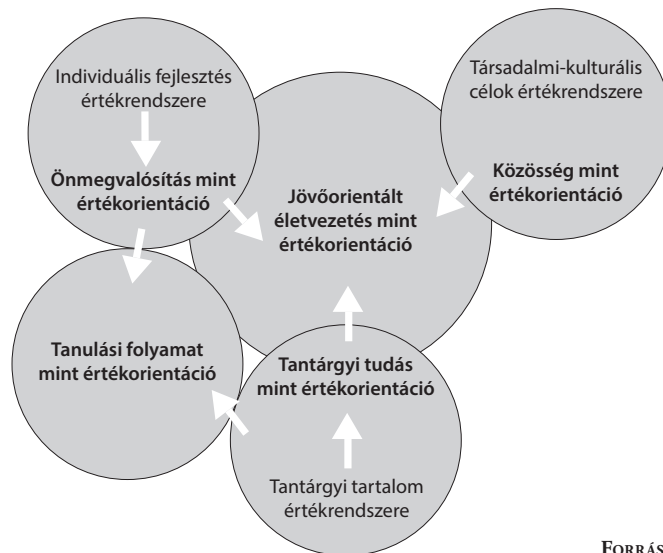 Individuális fejlesztés
értékrendszere
Önmegvalósítás mint
értékorientáció
Társadalmi-kulturális
célok értékrendszere
Közösség mint
értékorientáció
Jövőorientált
életvezetés mint
értékorientáció
Tanulási folyamat
mint értékorientáció
Tantárgyi tudás
mint értékorientáció
Tantárgyi tartalom
értékrendszere
FORRÁS